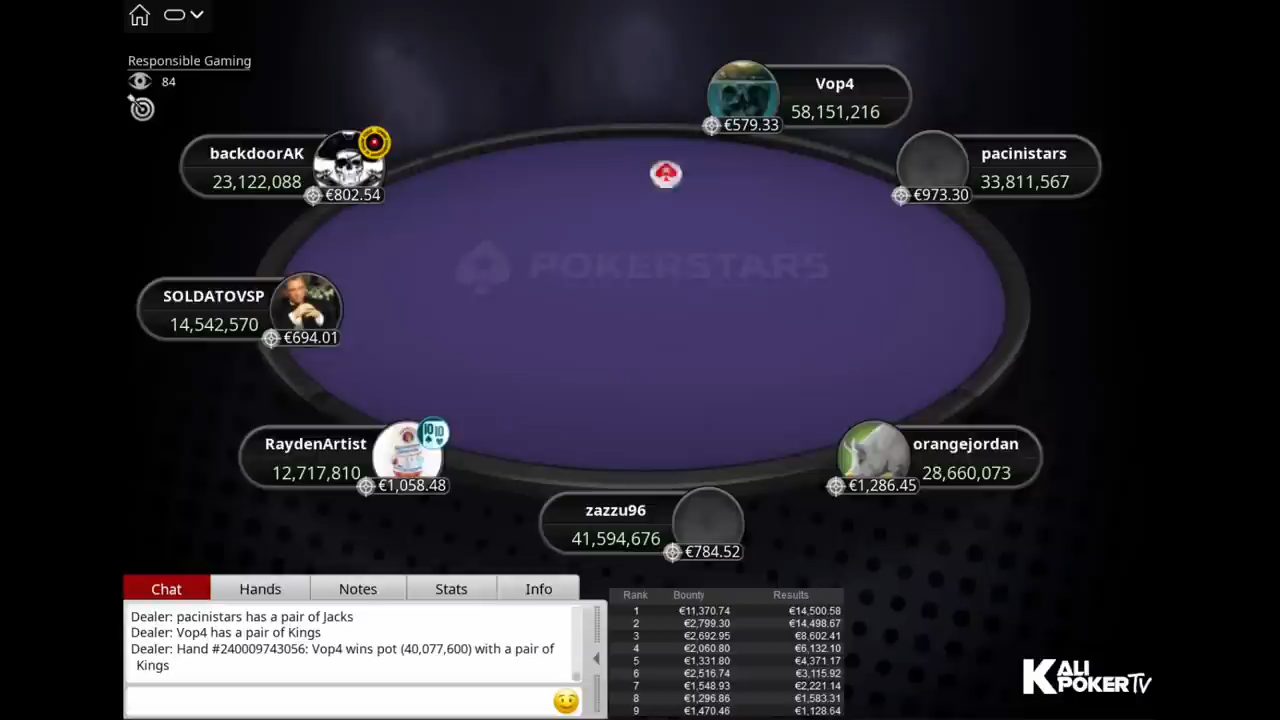 Responsible Gaming
84
Vop4
58,151,216
€579.33
backdoorAK
23,122,088
€802.54
pacinistars
33,811,567
€973.30
POKERSTARS
SOLDATOVSP
14,542,570
€694.01
RaydenArtist
12,717,810
€1,058.48
10 10
orangejordan
28,660,073
€1,286.45
zazzu96
41,594,676
€784.52
Chat Hands Notes Stats Info
Dealer: pacinistars has a pair of Jacks
Dealer: Vop4 has a pair of Kings
Dealer: Hand #240009743056: Vop4 wins pot (40,077,600) with a pair of
Kings
Rank Bounty Results
1 €11,370.74 €14,500.58
2 €2,799.30 €14,498.67
3 €2,692.95 €8,602.41
4 €2,060.80 €6,132.10
5 €1,331.80 €4,371.17
6 €2,516.74 €3,115.92
7 €1,548.93 €2,221.14
8 €1,296.86 €1,583.31
9 €1,470.46 €1,128.64
KALI
POKERTV